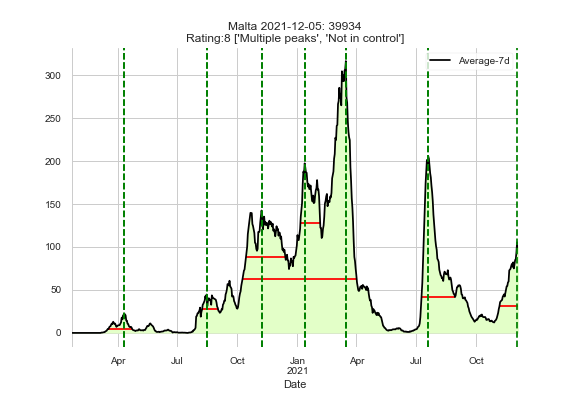 Malta 2021-12-05: 39934
Rating:8 ['Multiple peaks', 'Not in control']
Average-7d
300
250
200
150
100
50
0
Apr Jul Oct Jan Apr Jul Oct
2021
Date